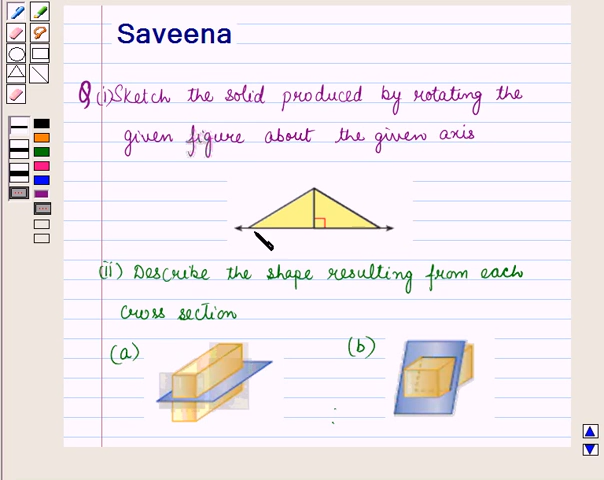 Saveena
Q (i) Sketch the solid produced by rotating the
given figure about the given axis
(ii) Describe the shape resulting from each
cross section
(a)
(b)